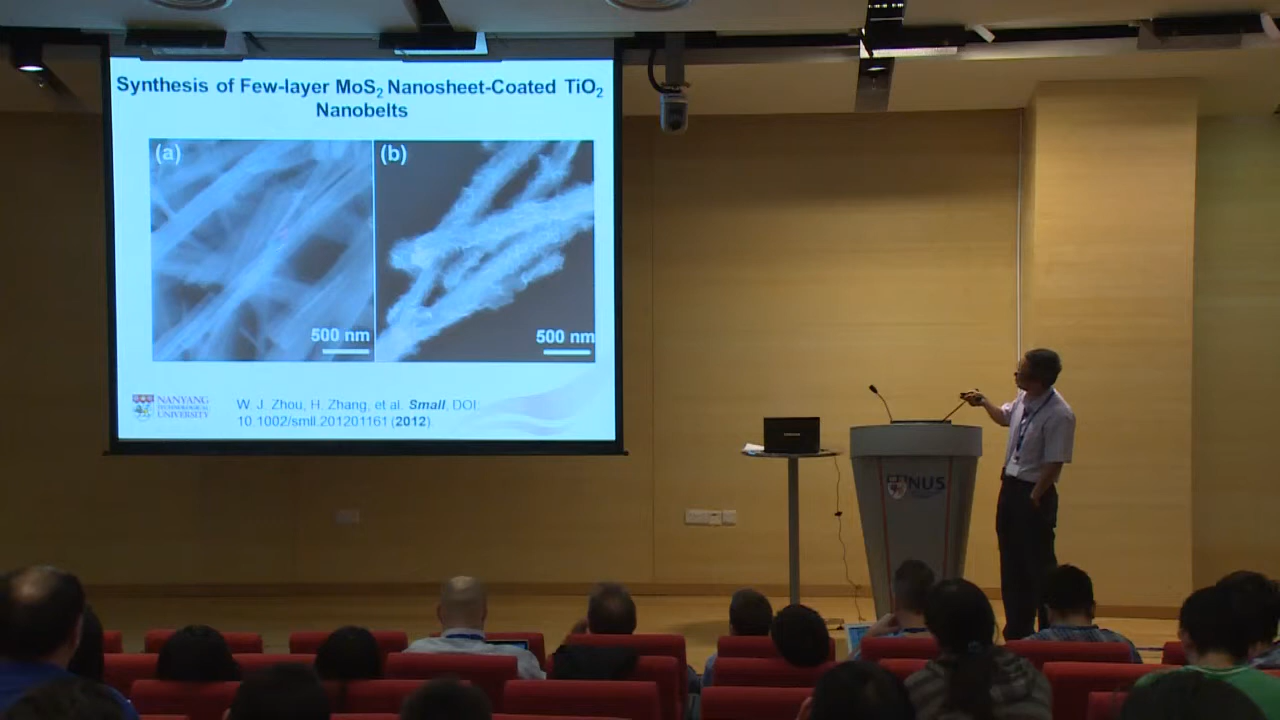 Synthesis of Few-layer MoS₂ Nanosheet-Coated TiO₂
Nanobelts
(a)
(b)
500 nm
500 nm
NANYANG
TECHNOLOGICAL
UNIVERSITY
W. J. Zhou, H. Zhang, et al. Small, DOI:
10.1002/smll.201201161 (2012).
NUS